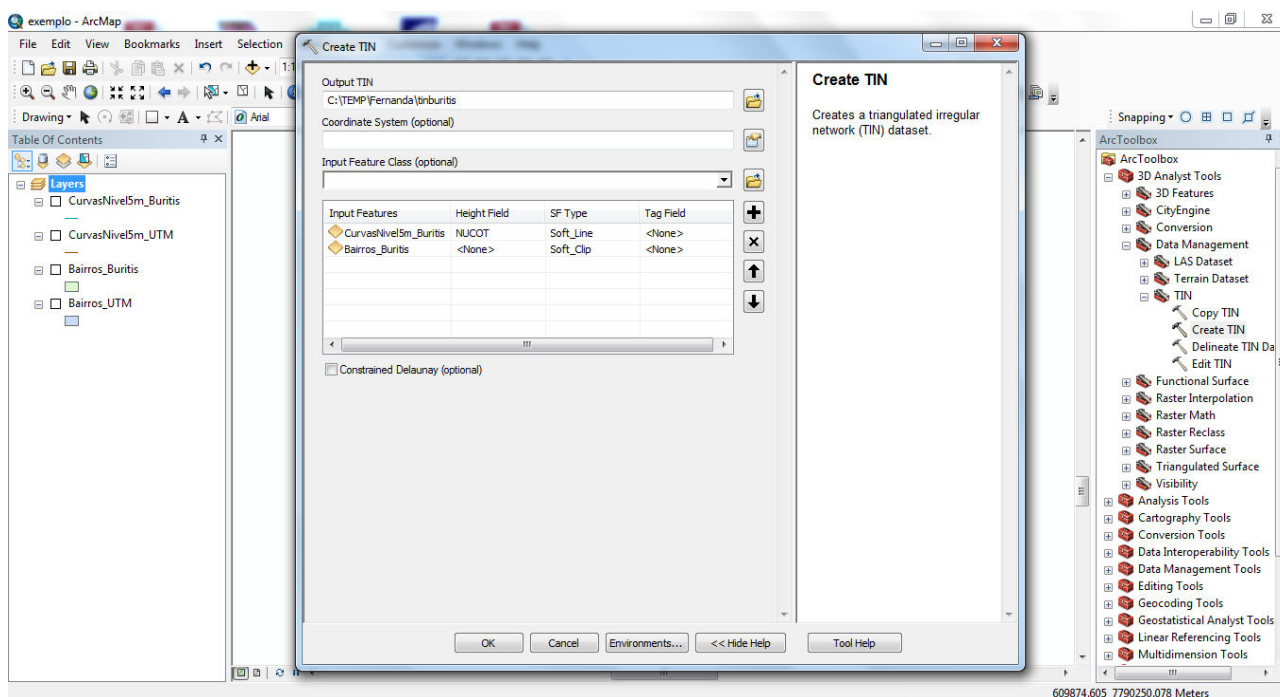 exemplo - ArcMap
File Edit View Bookmarks Insert Selection
Drawing
A
Arial
Snapping
Table Of Contents
Layers
CurvasNivel5m_Buritis
CurvasNivel5m_UTM
Bairros_Buritis
Bairros_UTM
Create TIN
Output TIN
C:\TEMP\Fernanda\tinburitis
Coordinate System (optional)
Input Feature Class (optional)
Input Features Height Field SF Type Tag Field
CurvasNivel5m_Buritis NUCOT Soft_Line <None>
Bairros_Buritis <None> Soft_Clip <None>
Constrained Delaunay (optional)
OK
Cancel
Environments...
<< Hide Help
Tool Help
Create TIN
Creates a triangulated irregular
network (TIN) dataset.
ArcToolbox
ArcToolbox
3D Analyst Tools
3D Features
CityEngine
Conversion
Data Management
LAS Dataset
Terrain Dataset
TIN
Copy TIN
Create TIN
Delineate TIN Da
Edit TIN
Functional Surface
Raster Interpolation
Raster Math
Raster Reclass
Raster Surface
Triangulated Surface
Visibility
Analysis Tools
Cartography Tools
Conversion Tools
Data Interoperability Tools
Data Management Tools
Editing Tools
Geocoding Tools
Geostatistical Analyst Tools
Linear Referencing Tools
Multidimension Tools
609874.605 7790250.078 Meters